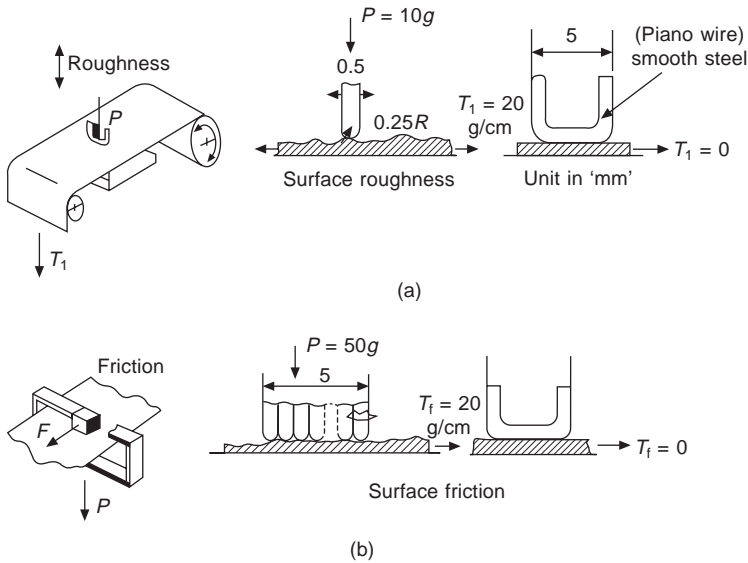 Roughness
P
T1
P = 10g
0.5
0.25R
Surface roughness
T1 = 20
g/cm
5
(Piano wire)
smooth steel
T1 = 0
Unit in ‘mm’
(a)
Friction
F
P
P = 50g
5
Tf = 20
g/cm
Tf = 0
Surface friction
(b)